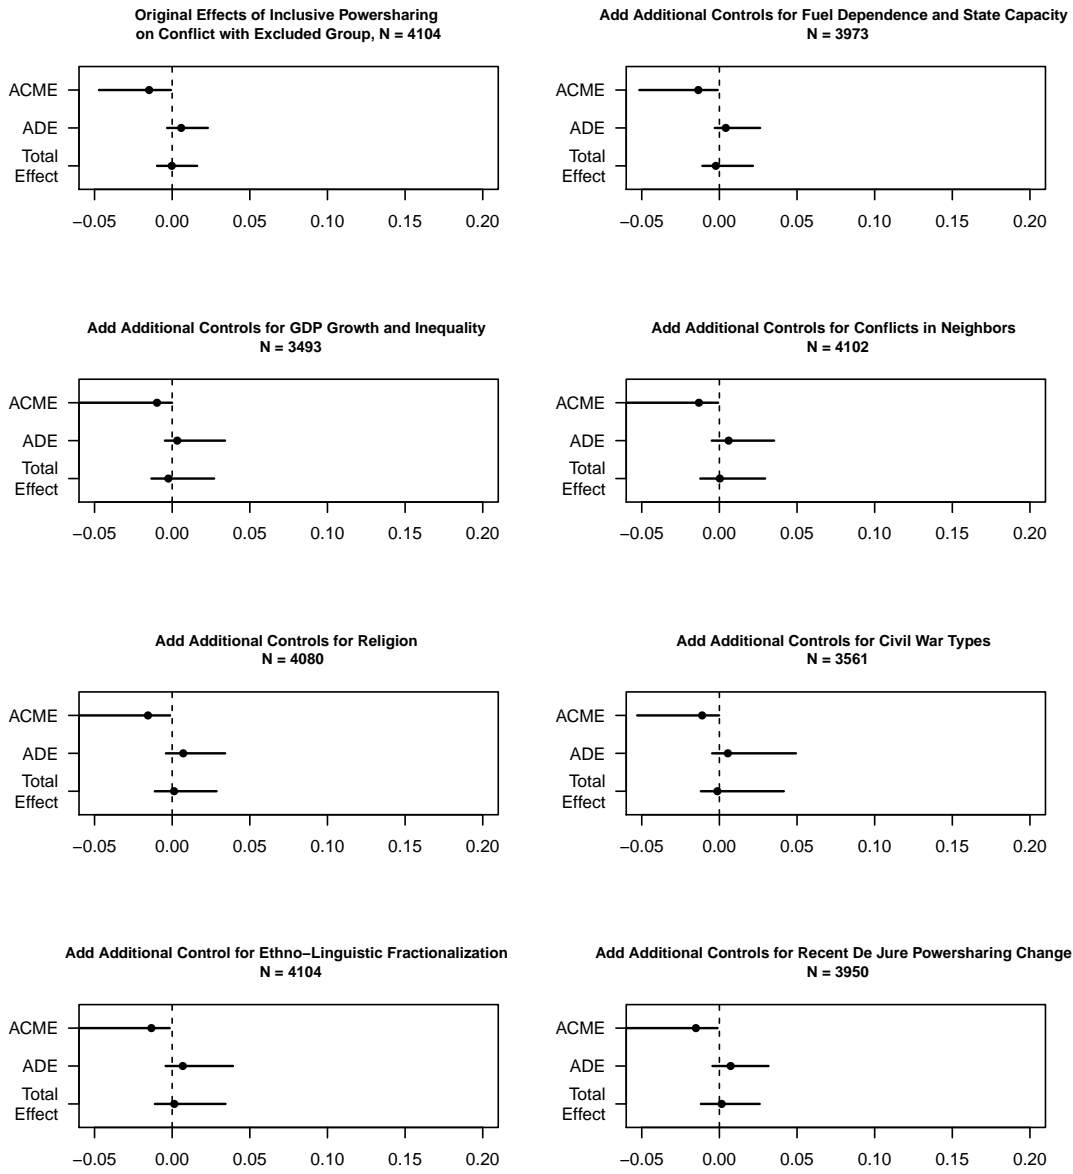 Original Effects of Inclusive Powersharing
on Conflict with Excluded Group, N = 4104
ACME
ADE
Total
Effect
−0.05 0.00 0.05 0.10 0.15 0.20
Add Additional Controls for Fuel Dependence and State Capacity
N = 3973
ACME
ADE
Total
Effect
−0.05 0.00 0.05 0.10 0.15 0.20
Add Additional Controls for GDP Growth and Inequality
N = 3493
ACME
ADE
Total
Effect
−0.05 0.00 0.05 0.10 0.15 0.20
Add Additional Controls for Conflicts in Neighbors
N = 4102
ACME
ADE
Total
Effect
−0.05 0.00 0.05 0.10 0.15 0.20
Add Additional Controls for Religion
N = 4080
ACME
ADE
Total
Effect
−0.05 0.00 0.05 0.10 0.15 0.20
Add Additional Controls for Civil War Types
N = 3561
ACME
ADE
Total
Effect
−0.05 0.00 0.05 0.10 0.15 0.20
Add Additional Control for Ethno−Linguistic Fractionalization
N = 4104
ACME
ADE
Total
Effect
−0.05 0.00 0.05 0.10 0.15 0.20
Add Additional Controls for Recent De Jure Powersharing Change
N = 3950
ACME
ADE
Total
Effect
−0.05 0.00 0.05 0.10 0.15 0.20